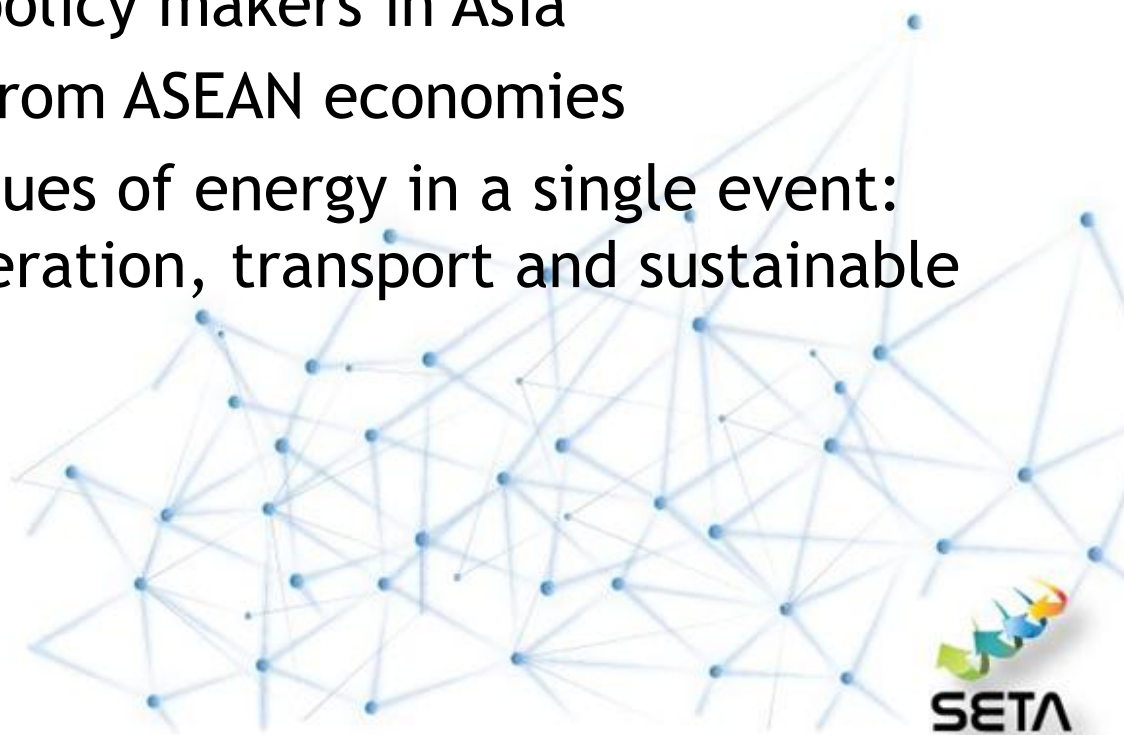 policy makers in Asia
rom ASEAN economies
ues of energy in a single event:
eration, transport and sustainable
SETA